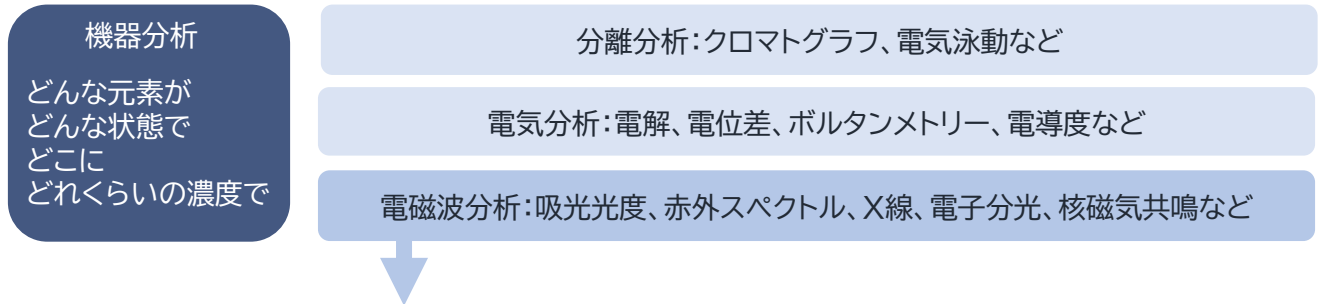 機器分析
どんな元素が
どんな状態で
どこに
どれくらいの濃度で
分離分析：クロマトグラフ、電気泳動など
電気分析：電解、電位差、ボルタンメトリー、電導度など
電磁波分析：吸光光度、赤外スペクトル、X線、電子分光、核磁気共鳴など